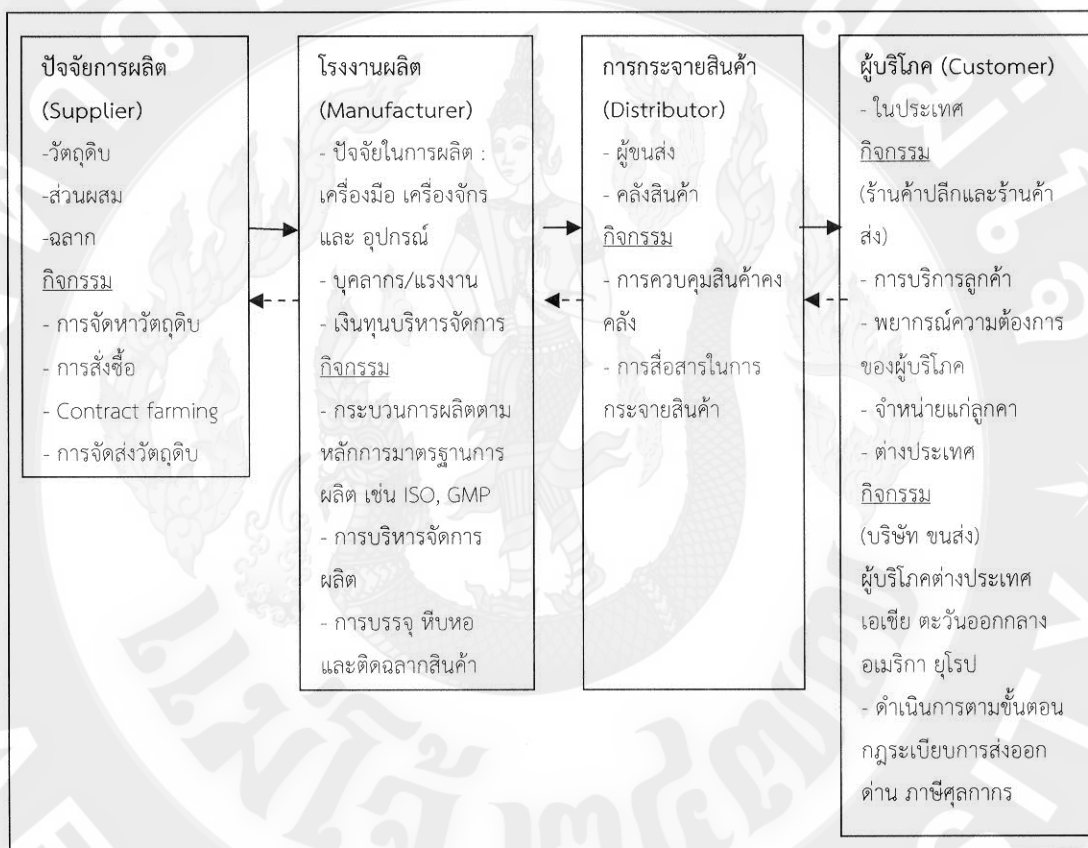 ปัจจัยการผลิต
(Supplier)
-วัตถุดิบ
-ส่วนผสม
-ฉลาก
กิจกรรม
- การจัดหาวัตถุดิบ
- การสั่งซื้อ
- Contract farming
- การจัดส่งวัตถุดิบ
โรงงานผลิต
(Manufacturer)
- ปัจจัยในการผลิต :
เครื่องมือ เครื่องจักร
และ อุปกรณ์
- บุคลากร/แรงงาน
- เงินทุนบริหารจัดการ
กิจกรรม
- กระบวนการผลิตตาม
หลักการมาตรฐานการ
ผลิต เช่น ISO, GMP
- การบริหารจัดการ
ผลิต
- การบรรจุ หีบหอ
และติดฉลากสินค้า
การกระจายสินค้า
(Distributor)
- ผู้ขนส่ง
- คลังสินค้า
กิจกรรม
- การควบคุมสินค้าคง
คลัง
- การสื่อสารในการ
กระจายสินค้า
ผู้บริโภค (Customer)
- ในประเทศ
กิจกรรม
(ร้านค้าปลีกและร้านค้า
ส่ง)
- การบริการลูกค้า
- พยากรณ์ความต้องการ
ของผู้บริโภค
- จำหน่ายแก่ลูกคา
- ต่างประเทศ
กิจกรรม
(บริษัท ขนส่ง)
ผู้บริโภคต่างประเทศ
เอเชีย ตะวันออกกลาง
อเมริกา ยุโรป
- ดำเนินการตามขั้นตอน
กฎระเบียบการส่งออก
ด่าน ภาษีศุลกากร
แม่โจ้ ๒๔๗๗